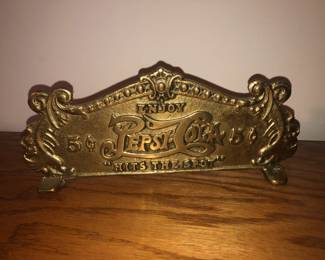 ENJOY
5¢ PEPSI-COLA 5¢
"HITS THE SPOT"